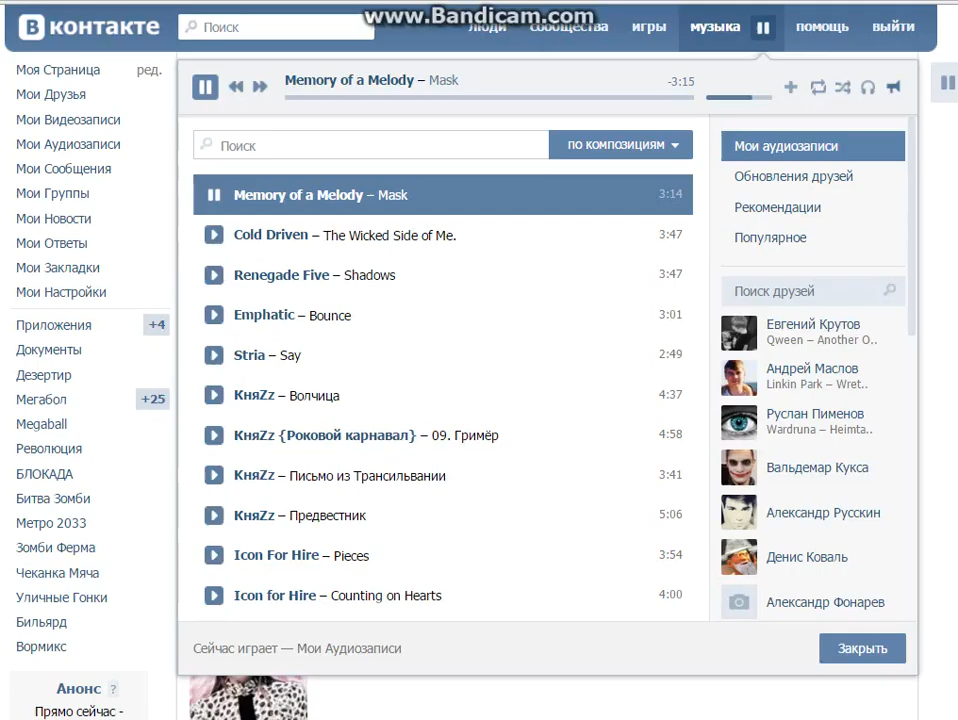 www.Bandicam.com
В контакте
Поиск
люди сообщества игры музыка помощь выйти
Моя Страница ред.
Мои Друзья
Мои Видеозаписи
Мои Аудиозаписи
Мои Сообщения
Мои Группы
Мои Новости
Мои Ответы
Мои Закладки
Мои Настройки
Приложения +4
Документы
Дезертир
Мегабол +25
Megaball
Революция
БЛОКАДА
Битва Зомби
Метро 2033
Зомби Ферма
Чеканка Мяча
Уличные Гонки
Бильярд
Вормикс
Анонс ?
Прямо сейчас -
Memory of a Melody – Mask -3:15
Поиск по композициям
Memory of a Melody – Mask 3:14
Cold Driven – The Wicked Side of Me. 3:47
Renegade Five – Shadows 3:47
Emphatic – Bounce 3:01
Stria – Say 2:49
КняZz – Волчица 4:37
КняZz {Роковой карнавал} – 09. Гримёр 4:58
КняZz – Письмо из Трансильвании 3:41
КняZz – Предвестник 5:06
Icon For Hire – Pieces 3:54
Icon for Hire – Counting on Hearts 4:00
Сейчас играет — Мои Аудиозаписи
Мои аудиозаписи
Обновления друзей
Рекомендации
Популярное
Поиск друзей
Евгений Крутов
Qween – Another O..
Андрей Маслов
Linkin Park – Wret..
Руслан Пименов
Wardruna – Heimta..
Вальдемар Кукса
Александр Русскин
Денис Коваль
Александр Фонарев
Закрыть